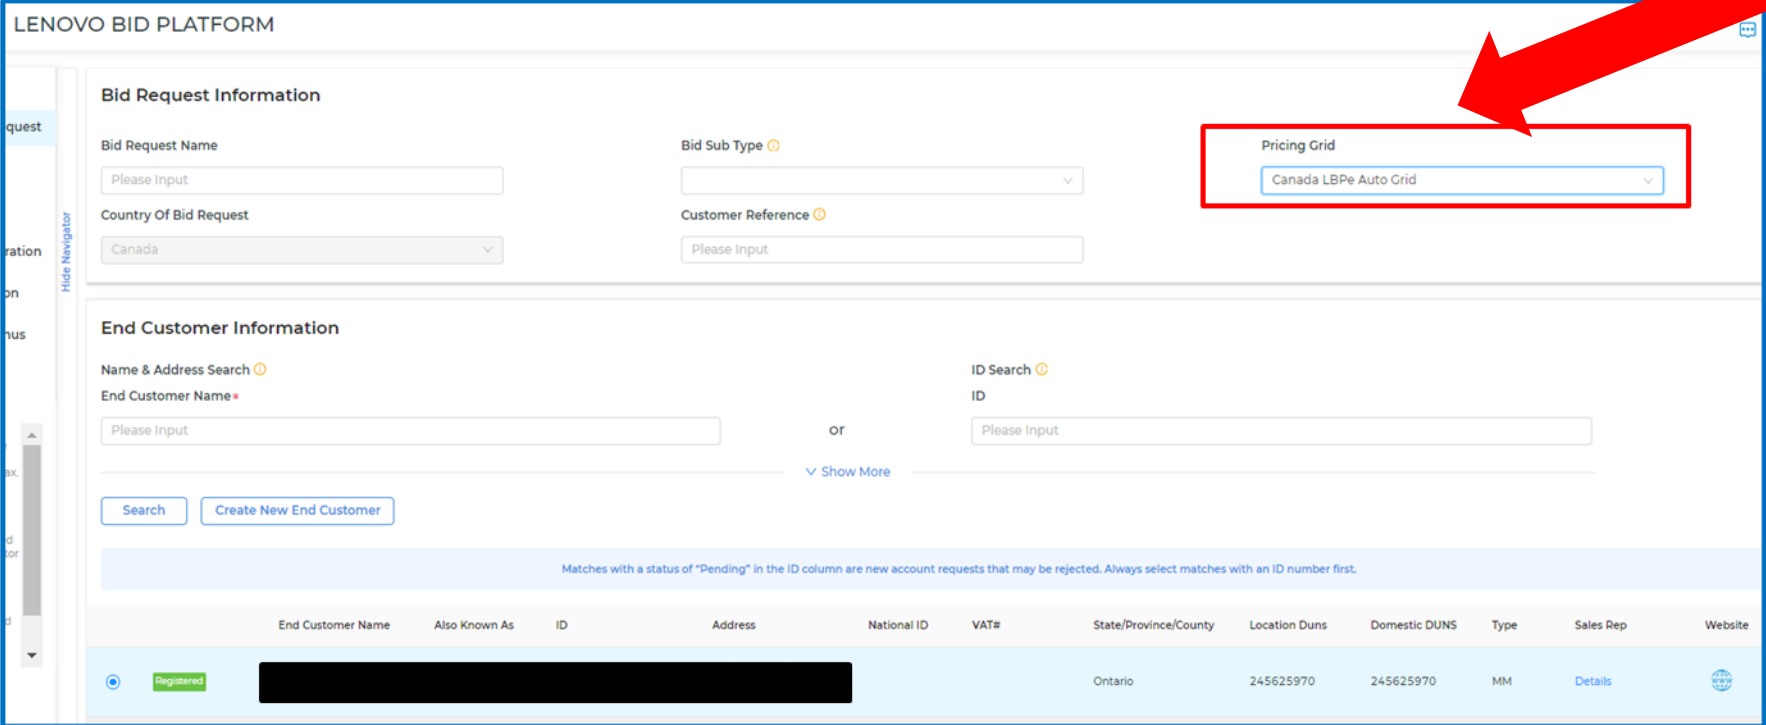 LENOVO BID PLATFORM
quest
ration
on
nus
ax.
ed
tor
d
Hide Navigator
Bid Request Information
Bid Request Name
Please Input
Bid Sub Type
Pricing Grid
Canada LBPe Auto Grid
Country Of Bid Request
Canada
Customer Reference
Please Input
End Customer Information
Name & Address Search
End Customer Name*
Please Input
or
ID Search
ID
Please Input
Show More
Search Create New End Customer
Matches with a status of "Pending" in the ID column are new account requests that may be rejected. Always select matches with an ID number first.
End Customer Name Also Known As ID Address National ID VAT# State/Province/County Location Duns Domestic DUNS Type Sales Rep Website
Registered Ontario 245625970 245625970 MM Details WWW